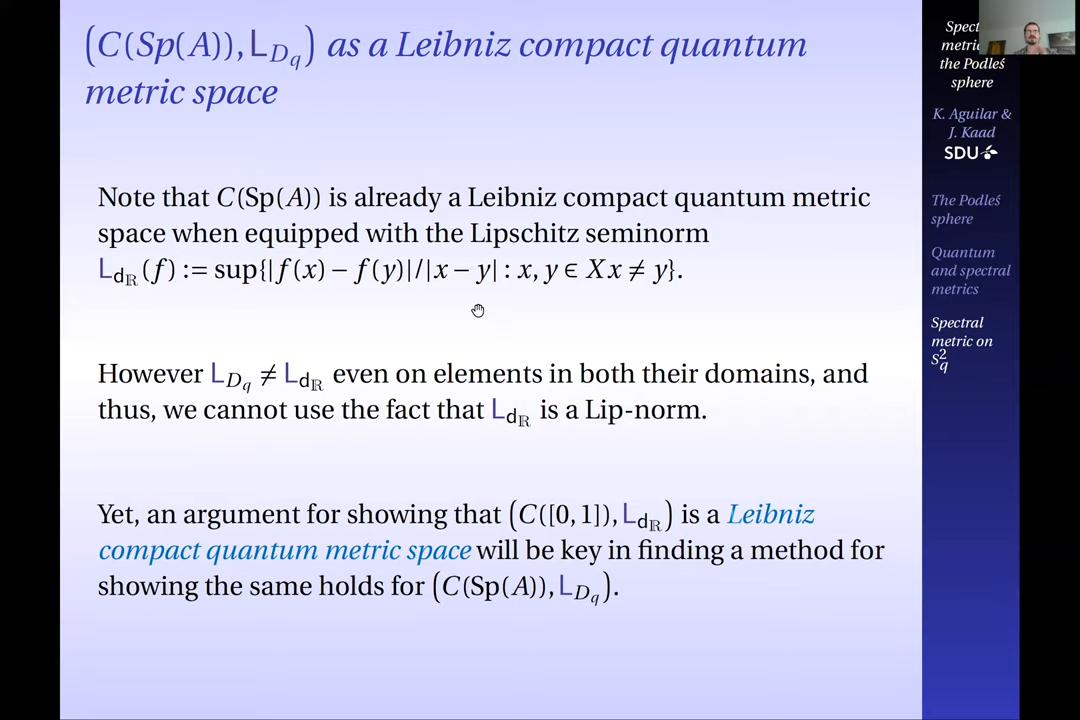 (C(Sp(A)), L_{D_q}) as a Leibniz compact quantum
metric space
Note that C(Sp(A)) is already a Leibniz compact quantum metric
space when equipped with the Lipschitz seminorm
L_{d_ℝ}(f) := sup{|f(x) − f(y)|/|x − y| : x, y ∈ Xx ≠ y}.
However L_{D_q} ≠ L_{d_ℝ} even on elements in both their domains, and
thus, we cannot use the fact that L_{d_ℝ} is a Lip-norm.
Yet, an argument for showing that (C([0,1]), L_{d_ℝ}) is a Leibniz
compact quantum metric space will be key in finding a method for
showing the same holds for (C(Sp(A)), L_{D_q}).
the Podleś
sphere
K. Aguilar &
J. Kaad
SDU
The Podleś
sphere
Quantum
and spectral
metrics
Spectral
metric on
S_q^2